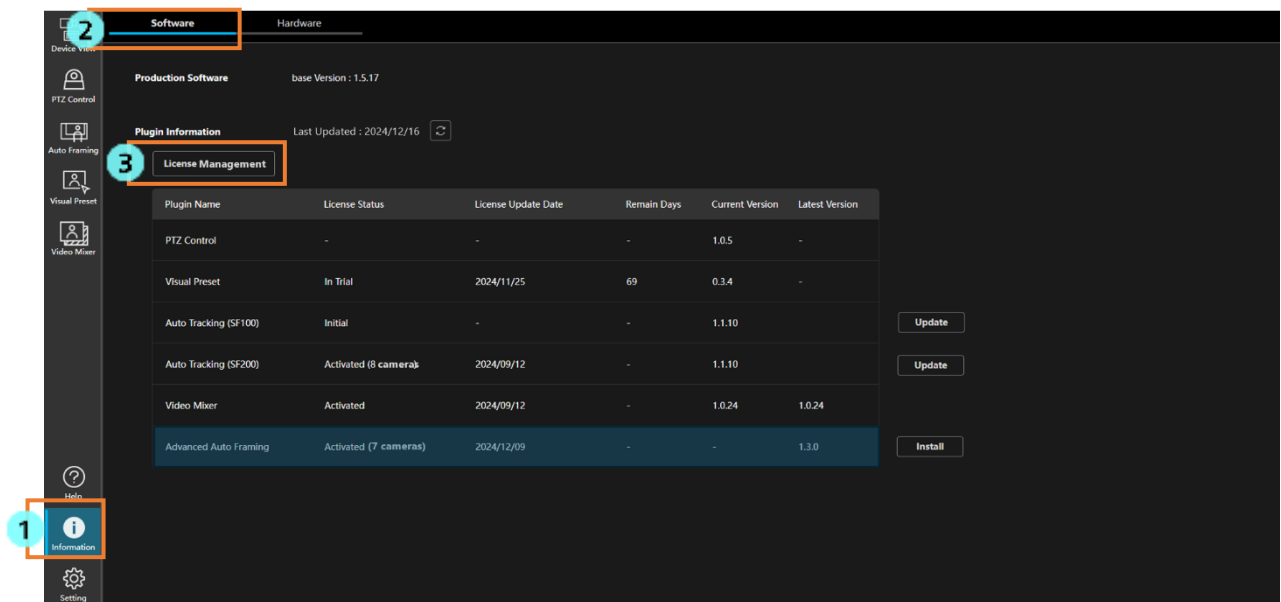 2
Software Hardware
Device View
Production Software base Version : 1.5.17
PTZ Control
Plugin Information Last Updated : 2024/12/16
Auto Framing
3
License Management
Visual Preset
Plugin Name License Status License Update Date Remain Days Current Version Latest Version
Video Mixer
PTZ Control - - - 1.0.5 -
Visual Preset In Trial 2024/11/25 69 0.3.4 -
Auto Tracking (SF100) Initial - - 1.1.10 Update
Auto Tracking (SF200) Activated (8 cameras) 2024/09/12 - 1.1.10 Update
Video Mixer Activated 2024/09/12 - 1.0.24 1.0.24
Advanced Auto Framing Activated (7 cameras) 2024/12/09 - - 1.3.0 Install
Help
1
Information
Setting